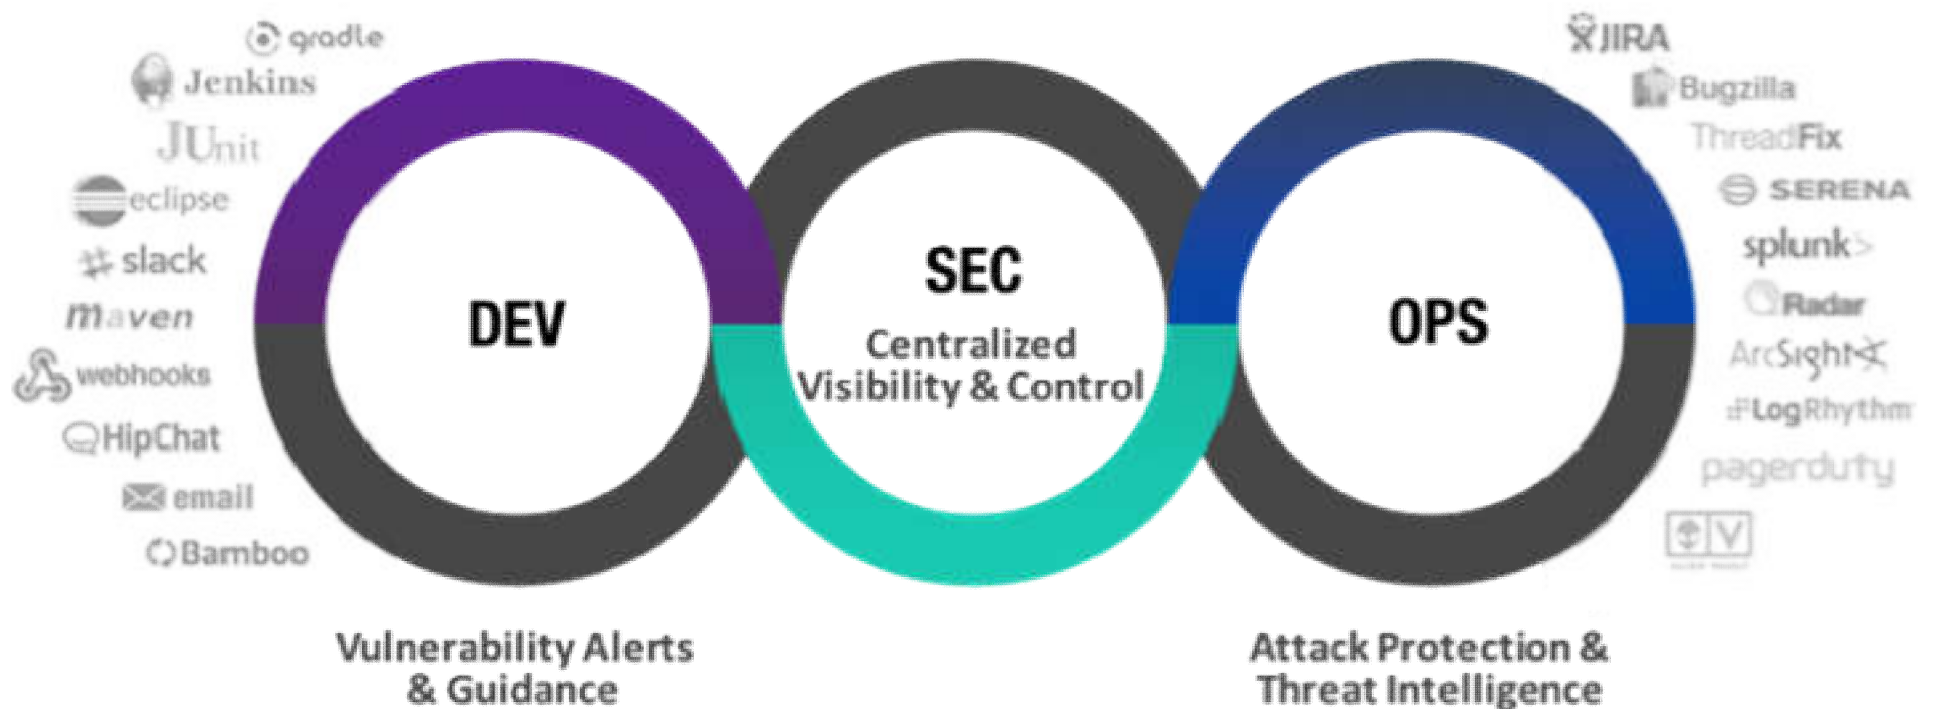 gradle
Jenkins
JUnit
eclipse
slack
maven
webhooks
HipChat
email
Bamboo
DEV
Vulnerability Alerts
& Guidance
SEC
Centralized
Visibility & Control
OPS
Attack Protection &
Threat Intelligence
JIRA
Bugzilla
ThreadFix
SERENA
splunk>
QRadar
ArcSight
LogRhythm
pagerduty
V